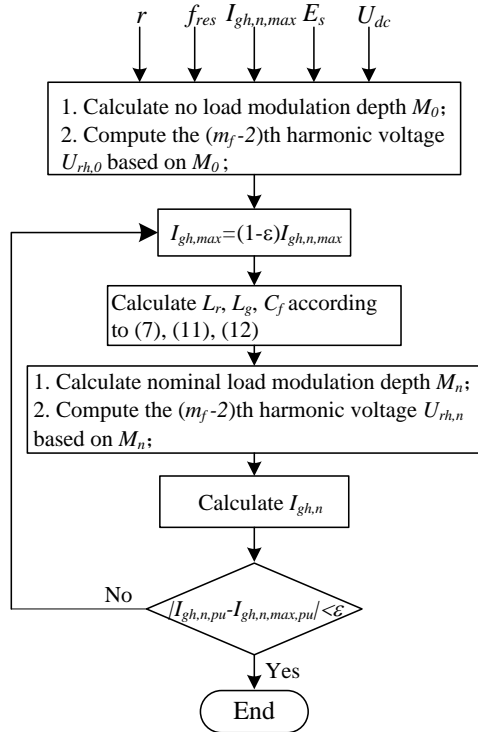 r f_res I_gh,n,max E_s U_dc
1. Calculate no load modulation depth M_0;
2. Compute the (m_f-2)th harmonic voltage
U_rh,0 based on M_0;
I_gh,max=(1-ε)I_gh,n,max
Calculate L_r, L_g, C_f according
to (7), (11), (12)
1. Calculate nominal load modulation depth M_n;
2. Compute the (m_f-2)th harmonic voltage U_rh,n
based on M_n;
Calculate I_gh,n
No
|I_gh,n,pu-I_gh,n,max,pu|<ε
Yes
End